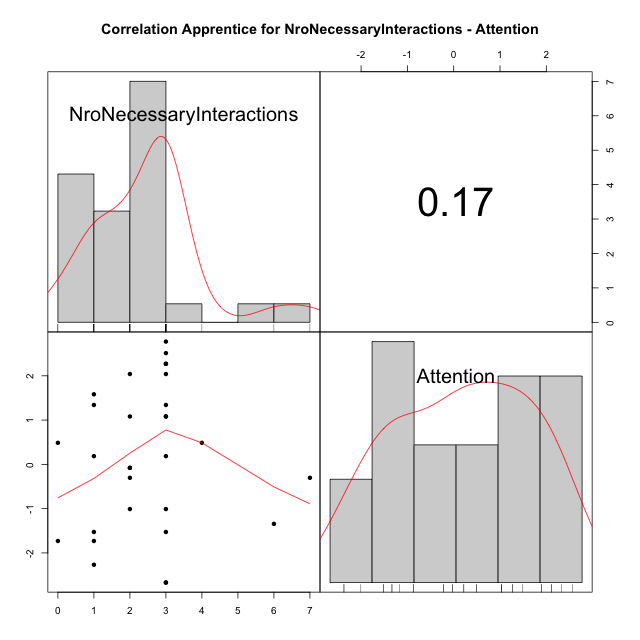 Correlation Apprentice for NroNecessaryInteractions - Attention
-2 -1 0 1 2
NroNecessaryInteractions
0.17
7
6
5
4
3
2
1
0
Attention
2
1
0
-1
-2
0 1 2 3 4 5 6 7